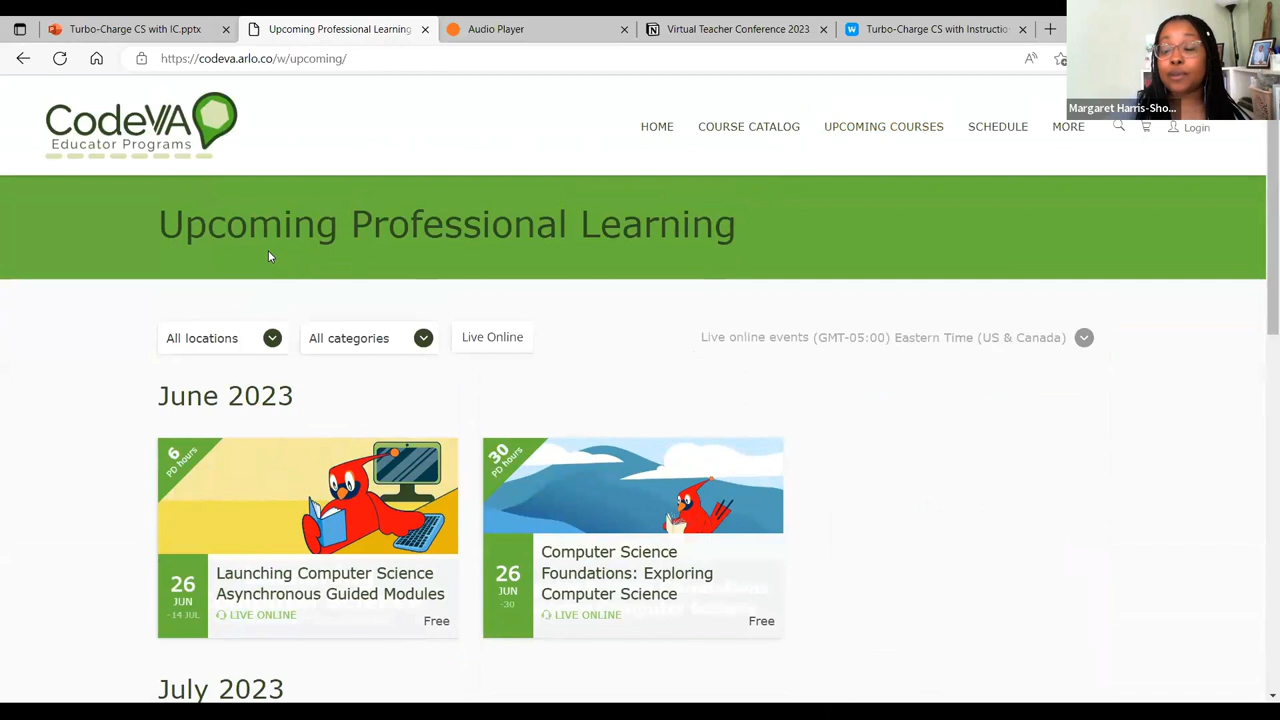 Turbo-Charge CS with IC.pptx
Upcoming Professional Learning
Audio Player
Virtual Teacher Conference 2023
Turbo-Charge CS with Instructio
https://codeva.arlo.co/w/upcoming/
Margaret Harris-Sho...
CodeVA
Educator Programs
HOME
COURSE CATALOG
UPCOMING COURSES
SCHEDULE
MORE
Login
Upcoming Professional Learning
All locations
All categories
Live Online
Live online events (GMT-05:00) Eastern Time (US & Canada)
June 2023
6
PD hours
26
JUN
-14 JUL
Launching Computer Science
Asynchronous Guided Modules
LIVE ONLINE
Free
30
PD hours
26
JUN
-30
Computer Science
Foundations: Exploring
Computer Science
LIVE ONLINE
Free
July 2023